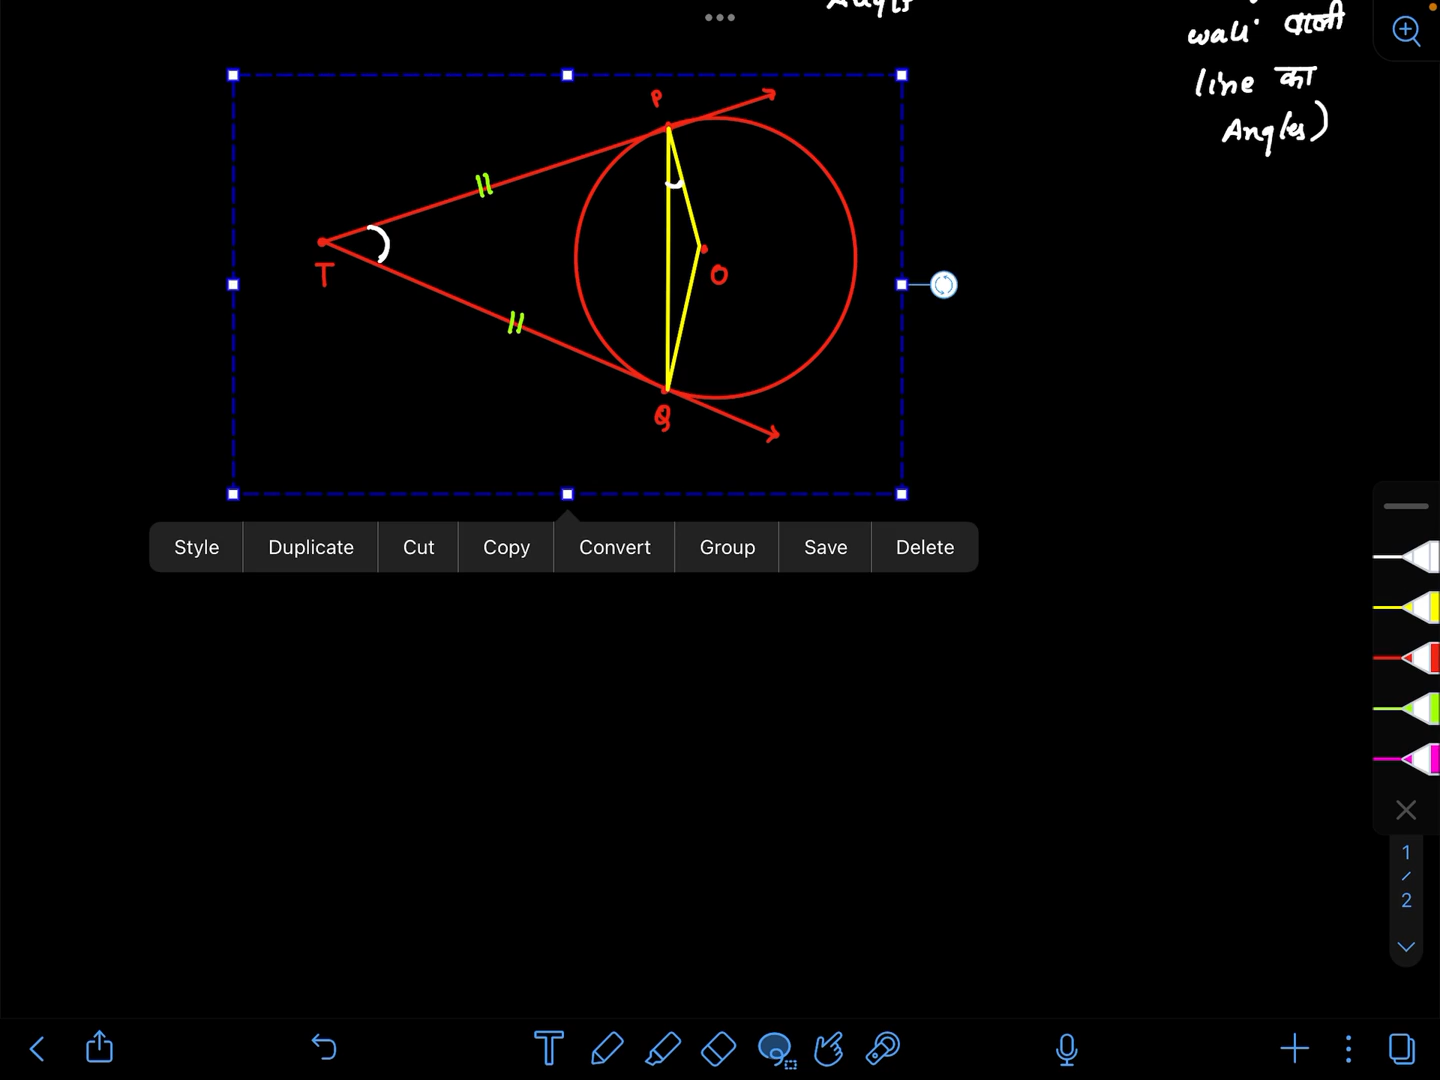 wali वाली
line का
Angles)
P
T
O
Q
Style Duplicate Cut Copy Convert Group Save Delete
1
/
2